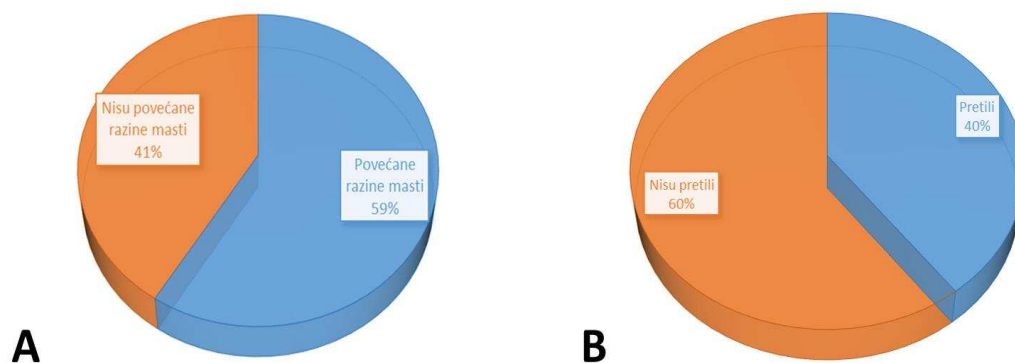 Nisu povećane
razine masti
41%
Povećane
razine masti
59%
A
Pretili
40%
Nisu pretili
60%
B